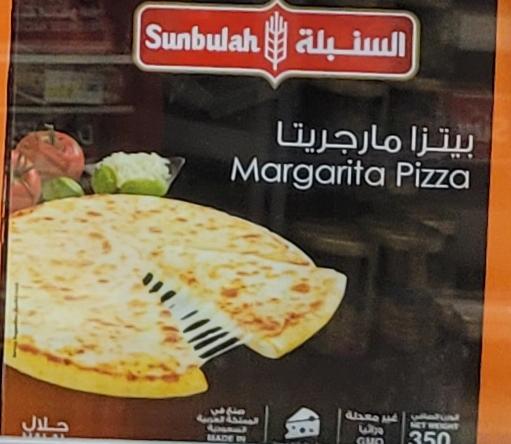 Sunbulah السنبلة
بيتزا مارجريتا
Margarita Pizza
حلال
صنع في
المملكة العربية
السعودية
MADE IN
غير معدلة
وراثيا
GMO
الوزن الصافي
NET WEIGHT
350